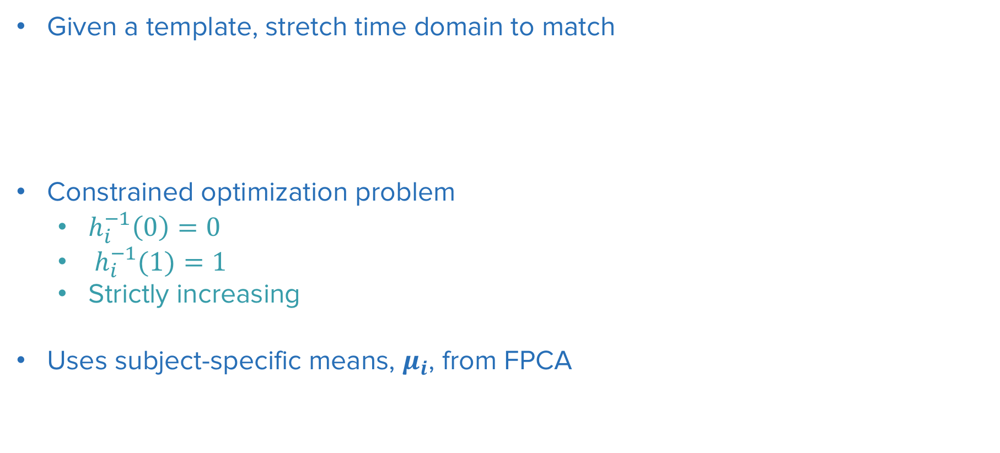 • Given a template, stretch time domain to match
• Constrained optimization problem
• $h_i^{-1}(0) = 0$
• $h_i^{-1}(1) = 1$
• Strictly increasing
• Uses subject-specific means, $\boldsymbol{\mu_i}$, from FPCA